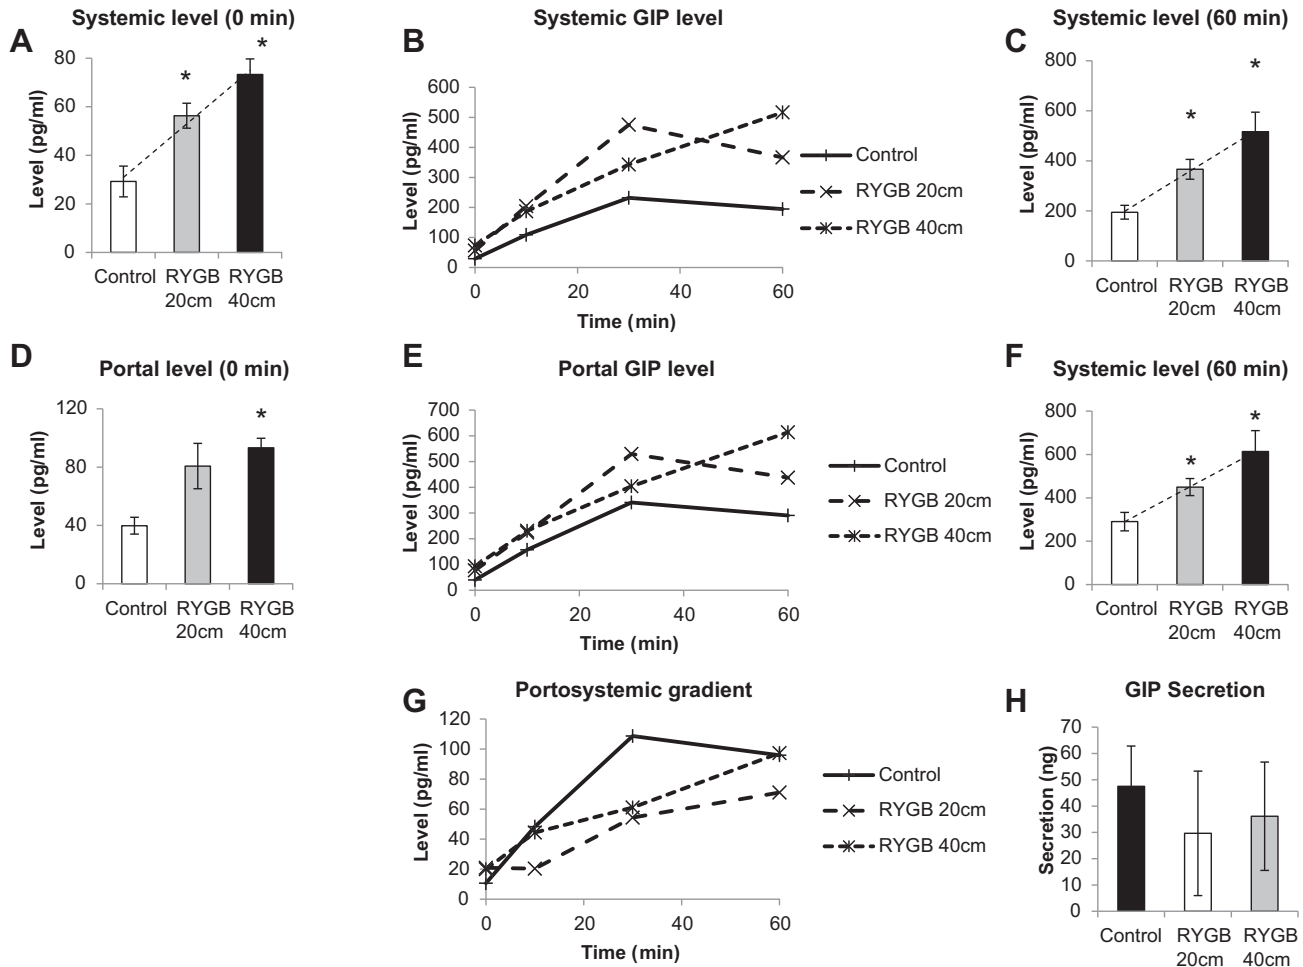 A
Systemic level (0 min)
Level (pg/ml)
80
60
40
20
0
*
*
Control
RYGB 20cm
RYGB 40cm
B
Systemic GIP level
Level (pg/ml)
600
500
400
300
200
100
0
0
20
40
60
Time (min)
Control
RYGB 20cm
RYGB 40cm
C
Systemic level (60 min)
Level (pg/ml)
800
600
400
200
0
*
*
Control
RYGB 20cm
RYGB 40cm
D
Portal level (0 min)
Level (pg/ml)
120
80
40
0
*
Control
RYGB 20cm
RYGB 40cm
E
Portal GIP level
Level (pg/ml)
700
600
500
400
300
200
100
0
0
20
40
60
Time (min)
Control
RYGB 20cm
RYGB 40cm
F
Systemic level (60 min)
Level (pg/ml)
800
600
400
200
0
*
*
Control
RYGB 20cm
RYGB 40cm
G
Portosystemic gradient
Level (pg/ml)
120
100
80
60
40
20
0
0
20
40
60
Time (min)
Control
RYGB 20cm
RYGB 40cm
H
GIP Secretion
Secretion (ng)
70
60
50
40
30
20
10
0
Control
RYGB 20cm
RYGB 40cm